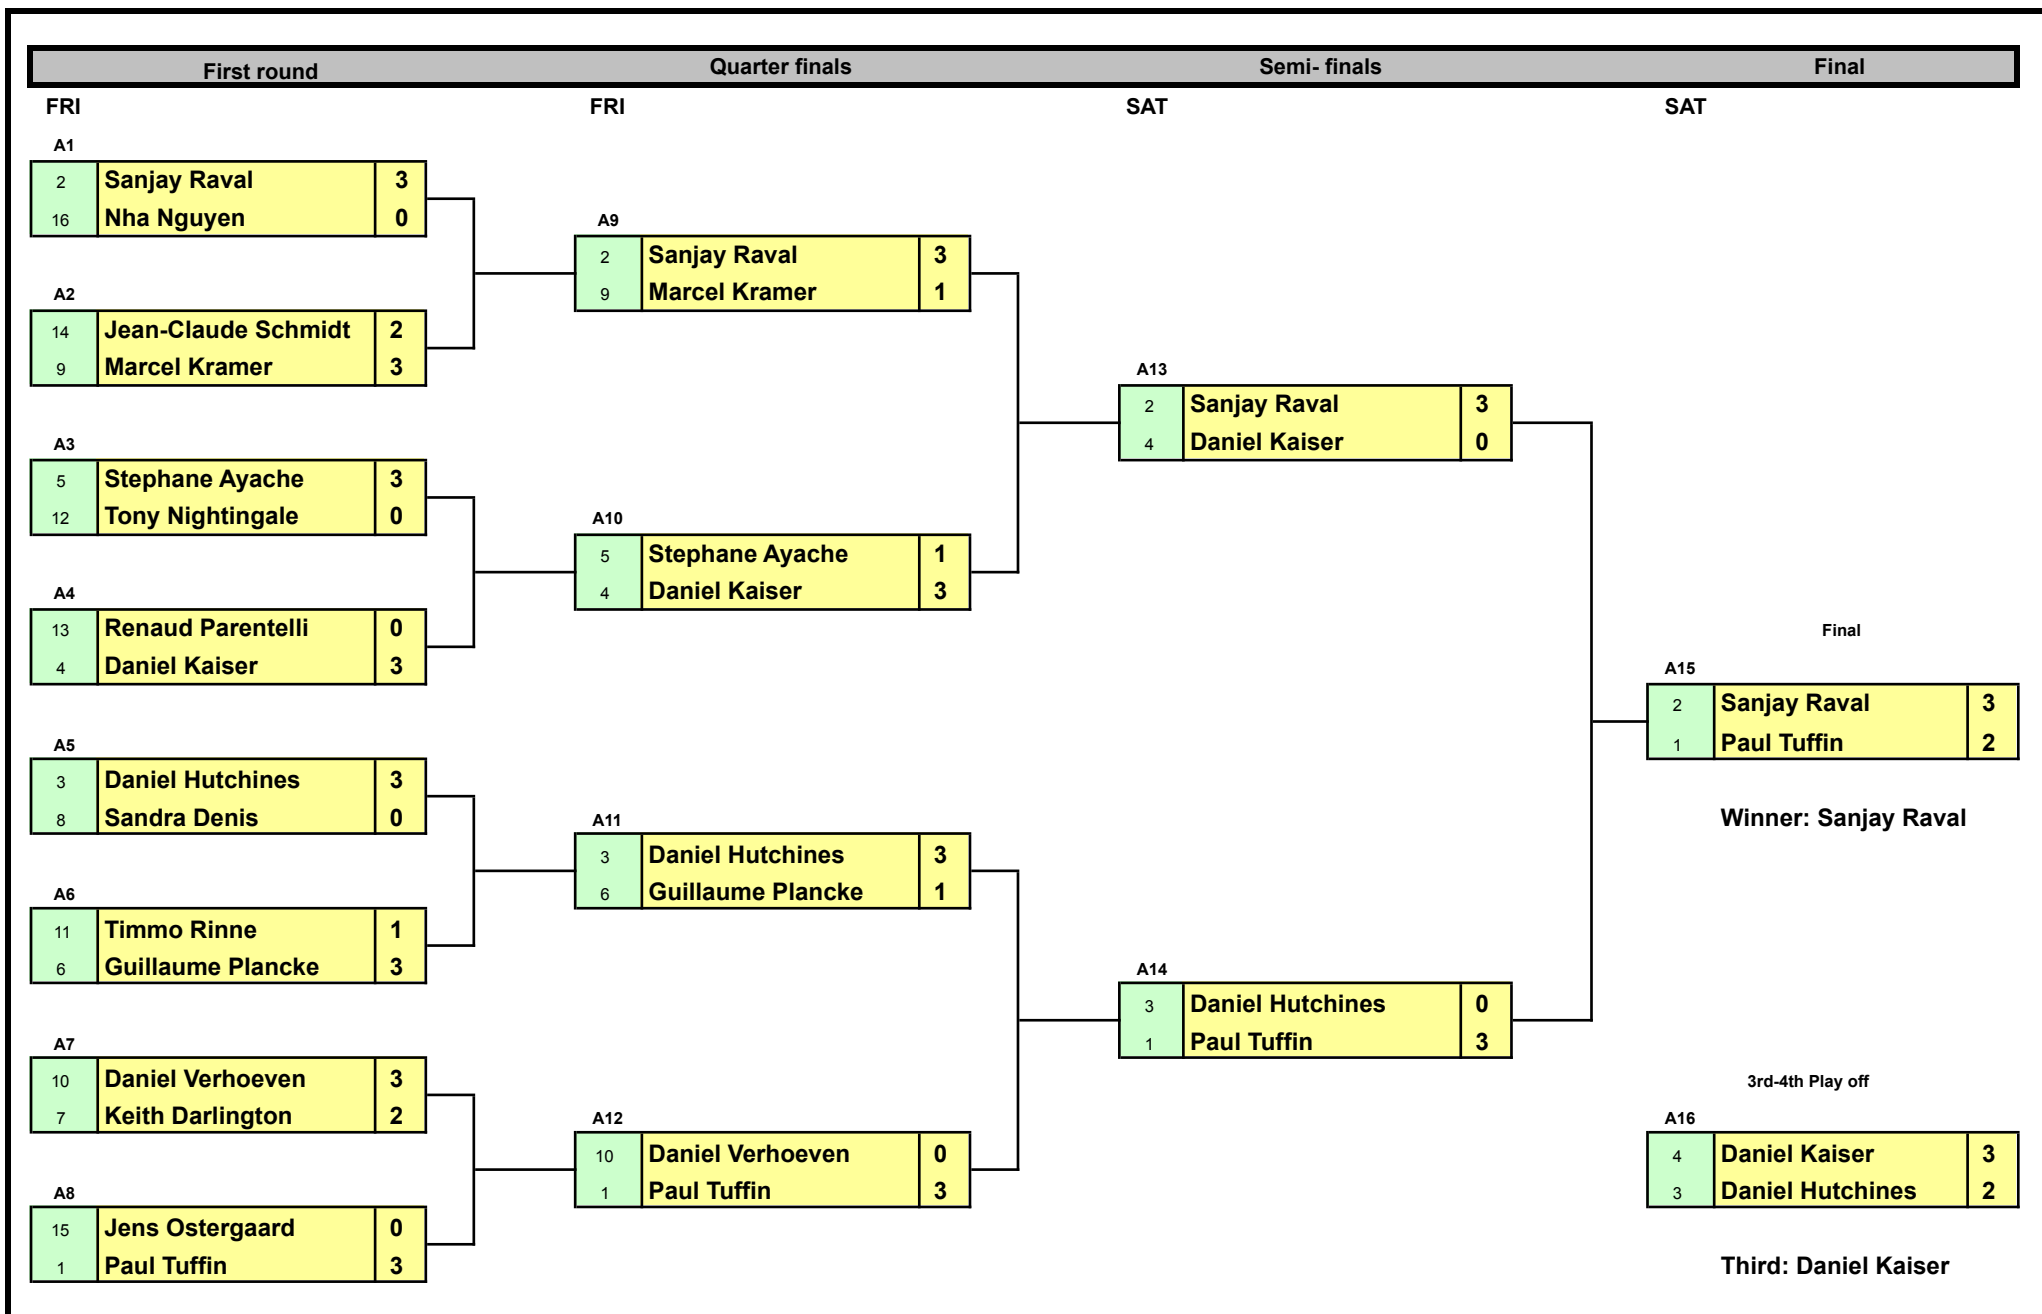 First round Quarter finals Semi- finals Final
FRI FRI SAT SAT
A1
2 Sanjay Raval 3
16 Nha Nguyen 0
A2
14 Jean-Claude Schmidt 2
9 Marcel Kramer 3
A3
5 Stephane Ayache 3
12 Tony Nightingale 0
A4
13 Renaud Parentelli 0
4 Daniel Kaiser 3
A5
3 Daniel Hutchines 3
8 Sandra Denis 0
A6
11 Timmo Rinne 1
6 Guillaume Plancke 3
A7
10 Daniel Verhoeven 3
7 Keith Darlington 2
A8
15 Jens Ostergaard 0
1 Paul Tuffin 3
A9
2 Sanjay Raval 3
9 Marcel Kramer 1
A10
5 Stephane Ayache 1
4 Daniel Kaiser 3
A11
3 Daniel Hutchines 3
6 Guillaume Plancke 1
A12
10 Daniel Verhoeven 0
1 Paul Tuffin 3
A13
2 Sanjay Raval 3
4 Daniel Kaiser 0
A14
3 Daniel Hutchines 0
1 Paul Tuffin 3
Final
A15
2 Sanjay Raval 3
1 Paul Tuffin 2
Winner: Sanjay Raval
3rd-4th Play off
A16
4 Daniel Kaiser 3
3 Daniel Hutchines 2
Third: Daniel Kaiser